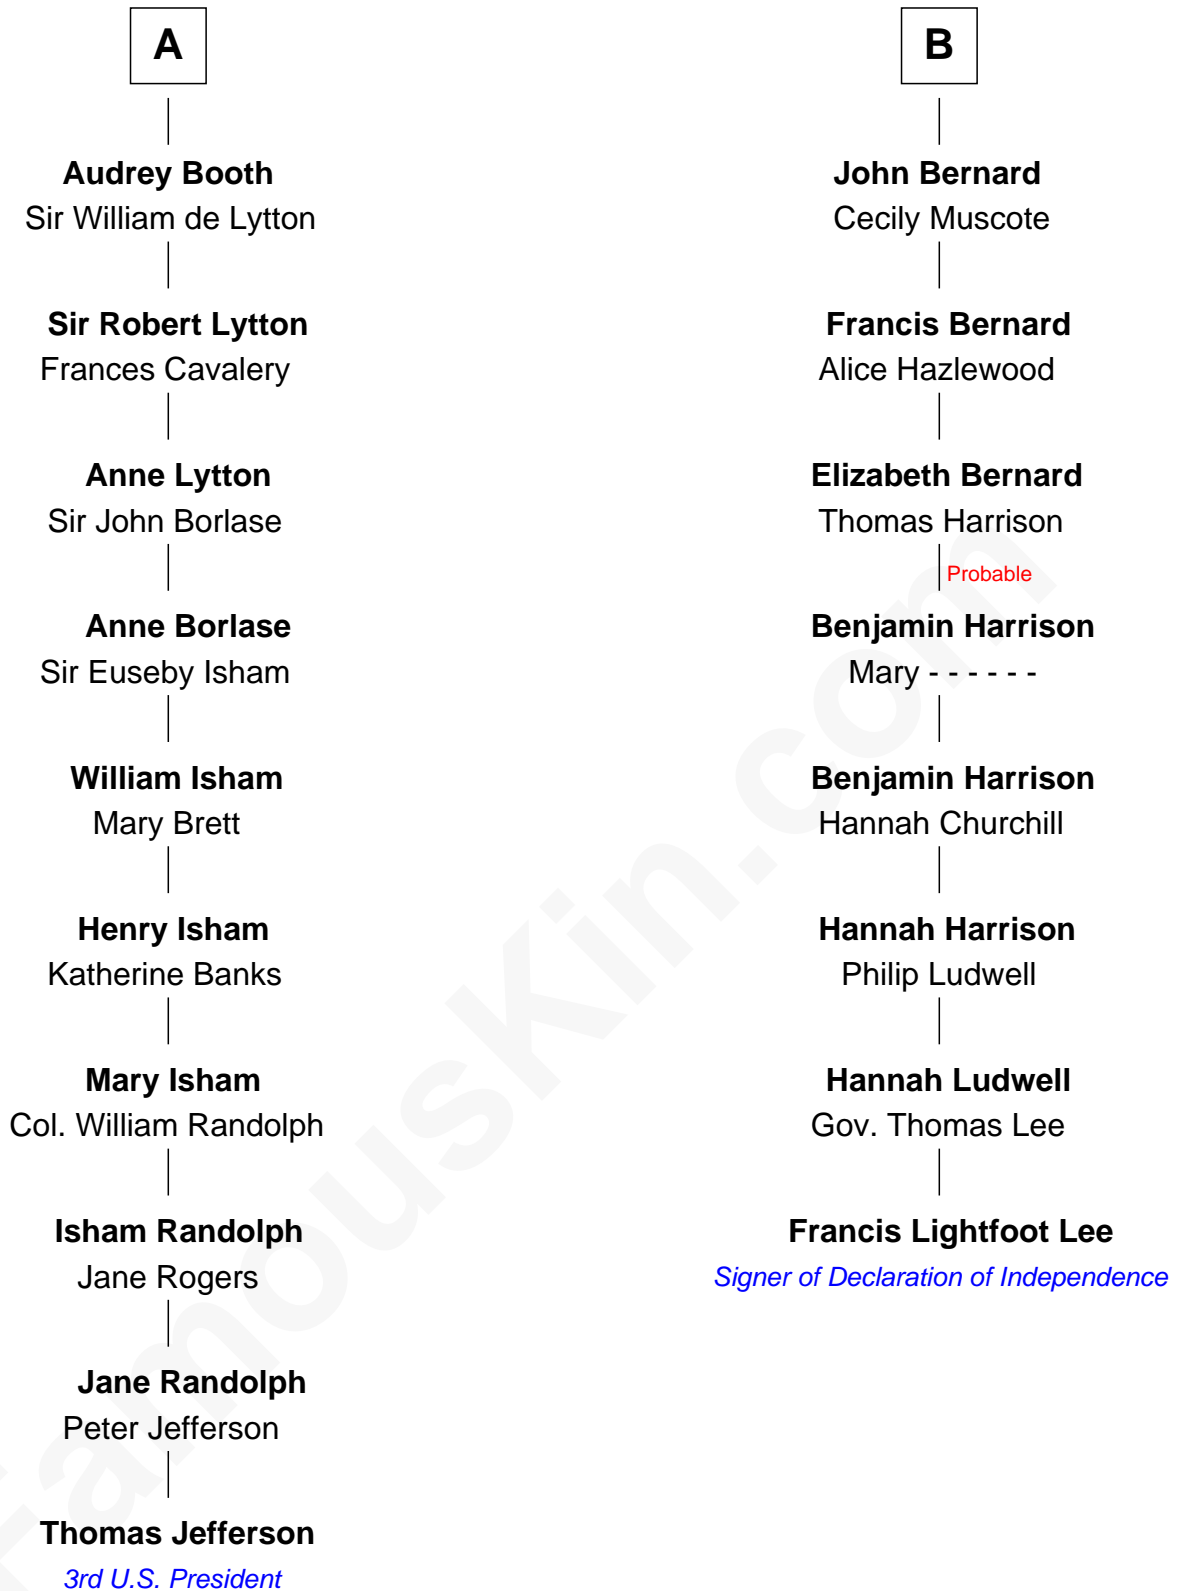 A
Audrey Booth
Sir William de Lytton
Sir Robert Lytton
Frances Cavalery
Anne Lytton
Sir John Borlase
Anne Borlase
Sir Euseby Isham
William Isham
Mary Brett
Henry Isham
Katherine Banks
Mary Isham
Col. William Randolph
Isham Randolph
Jane Rogers
Jane Randolph
Peter Jefferson
Thomas Jefferson
3rd U.S. President
B
John Bernard
Cecily Muscote
Francis Bernard
Alice Hazlewood
Elizabeth Bernard
Thomas Harrison
Probable
Benjamin Harrison
Mary - - - - - -
Benjamin Harrison
Hannah Churchill
Hannah Harrison
Philip Ludwell
Hannah Ludwell
Gov. Thomas Lee
Francis Lightfoot Lee
Signer of Declaration of Independence
FamousKin.com